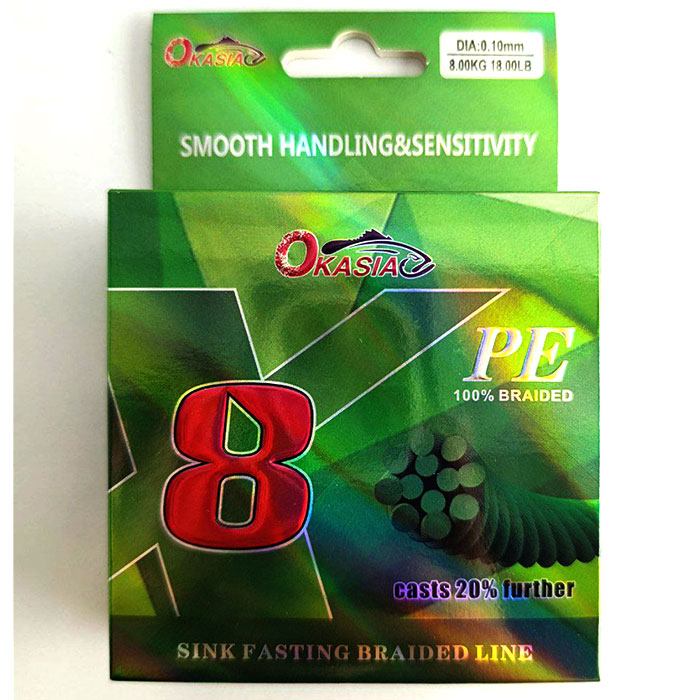 OKASIA
DIA:0.10mm
8.00KG 18.00LB
SMOOTH HANDLING&SENSITIVITY
OKASIA
X
8
PE
100% BRAIDED
casts 20% further
SINK FASTING BRAIDED LINE